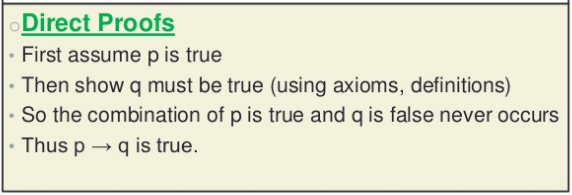 Direct Proofs
• First assume p is true
• Then show q must be true (using axioms, definitions)
• So the combination of p is true and q is false never occurs
• Thus p → q is true.